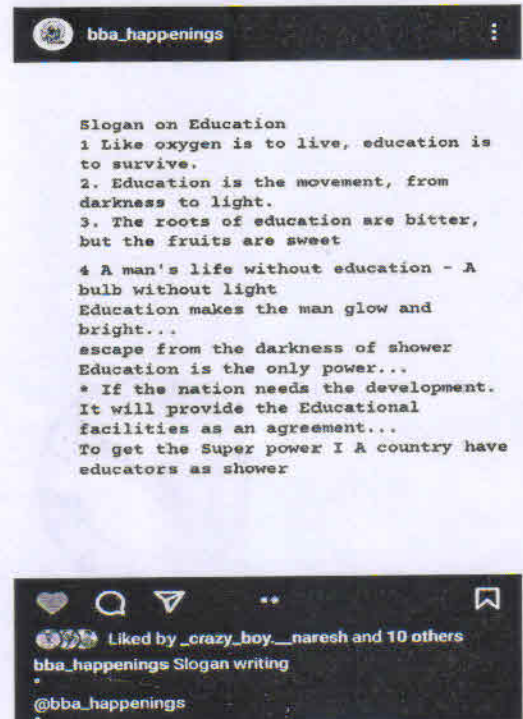 bba_happenings
Slogan on Education
1 Like oxygen is to live, education is
to survive.
2. Education is the movement, from
darkness to light.
3. The roots of education are bitter,
but the fruits are sweet
4 A man's life without education - A
bulb without light
Education makes the man glow and
bright...
escape from the darkness of shower
Education is the only power...
* If the nation needs the development.
It will provide the Educational
facilities as an agreement...
To get the Super power I A country have
educators as shower
Liked by _crazy_boy.__naresh and 10 others
bba_happenings Slogan writing
@bba_happenings